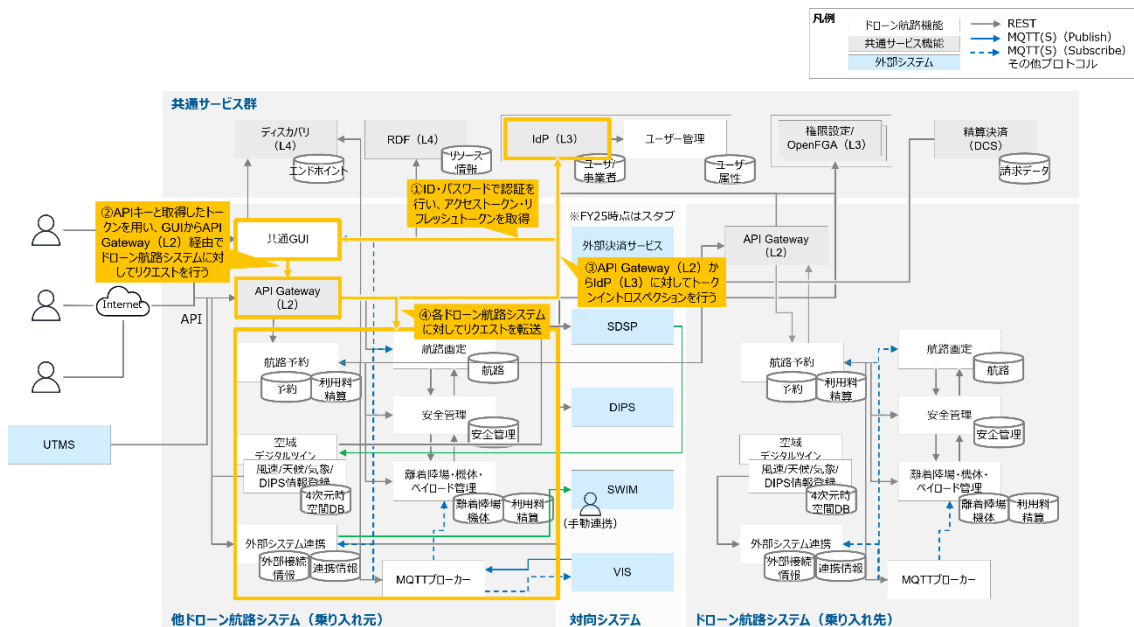 凡例
ドローン航路機能
共通サービス機能
外部システム
REST
MQTT(S)（Publish）
MQTT(S)（Subscribe）
その他プロトコル
共通サービス群
ディスカバリ
（L4）
エンドポイント
RDF（L4）
リソース
情報
IdP（L3）
ユーザ/
事業者
ユーザー管理
ユーザ
属性
権限設定/
OpenFGA（L3）
精算決済
（DCS）
請求データ
①ID・パスワードで認証を
行い、アクセストークン・リ
フレッシュトークンを取得
②APIキーと取得したトー
クンを用い、GUIからAPI
Gateway（L2）経由で
ドローン航路システムに対
してリクエストを行う
共通GUI
※FY25時点はスタブ
外部決済サービス
API Gateway
（L2）
③API Gateway（L2）か
らIdP（L3）に対してトーク
ンイントロスペクションを行う
API Gateway
（L2）
Internet
API
④各ドローン航路システム
に対してリクエストを転送
SDSP
航路予約
予約
利用料
精算
航路画定
航路
安全管理
安全管理
DIPS
UTMS
空域
デジタルツイン
風速/天候/気象/
DIPS情報登録
4次元時
空間DB
離着陸場・機体・
ペイロード管理
離着陸場
機体
利用料
精算
SWIM
（手動連携）
外部システム連携
外部接続
情報
連携情報
MQTTブローカー
VIS
航路予約
予約
利用料
精算
航路画定
航路
安全管理
安全管理
空域
デジタルツイン
風速/天候/気象/
DIPS情報登録
4次元時
空間DB
離着陸場・機体・
ペイロード管理
離着陸場
機体
利用料
精算
外部システム連携
外部接続
情報
連携情報
MQTTブローカー
他ドローン航路システム（乗り入れ元）
対向システム
ドローン航路システム（乗り入れ先）